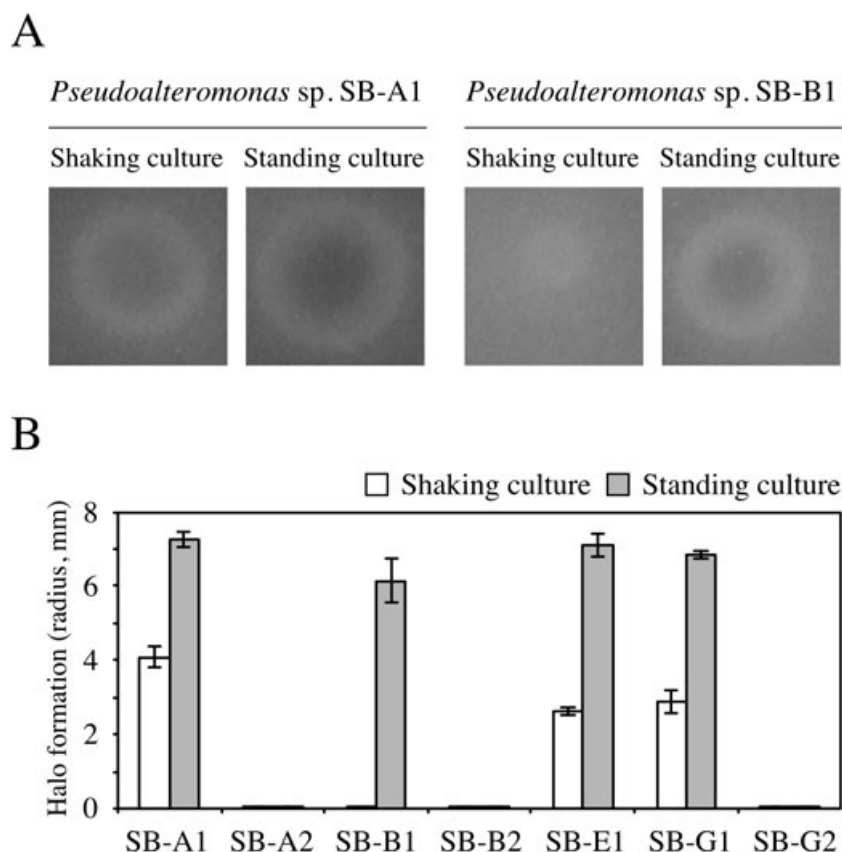 A
Pseudoalteromonas sp. SB-A1 Pseudoalteromonas sp. SB-B1
Shaking culture Standing culture Shaking culture Standing culture
B
Shaking culture Standing culture
Halo formation (radius, mm)
8
6
4
2
0
SB-A1 SB-A2 SB-B1 SB-B2 SB-E1 SB-G1 SB-G2